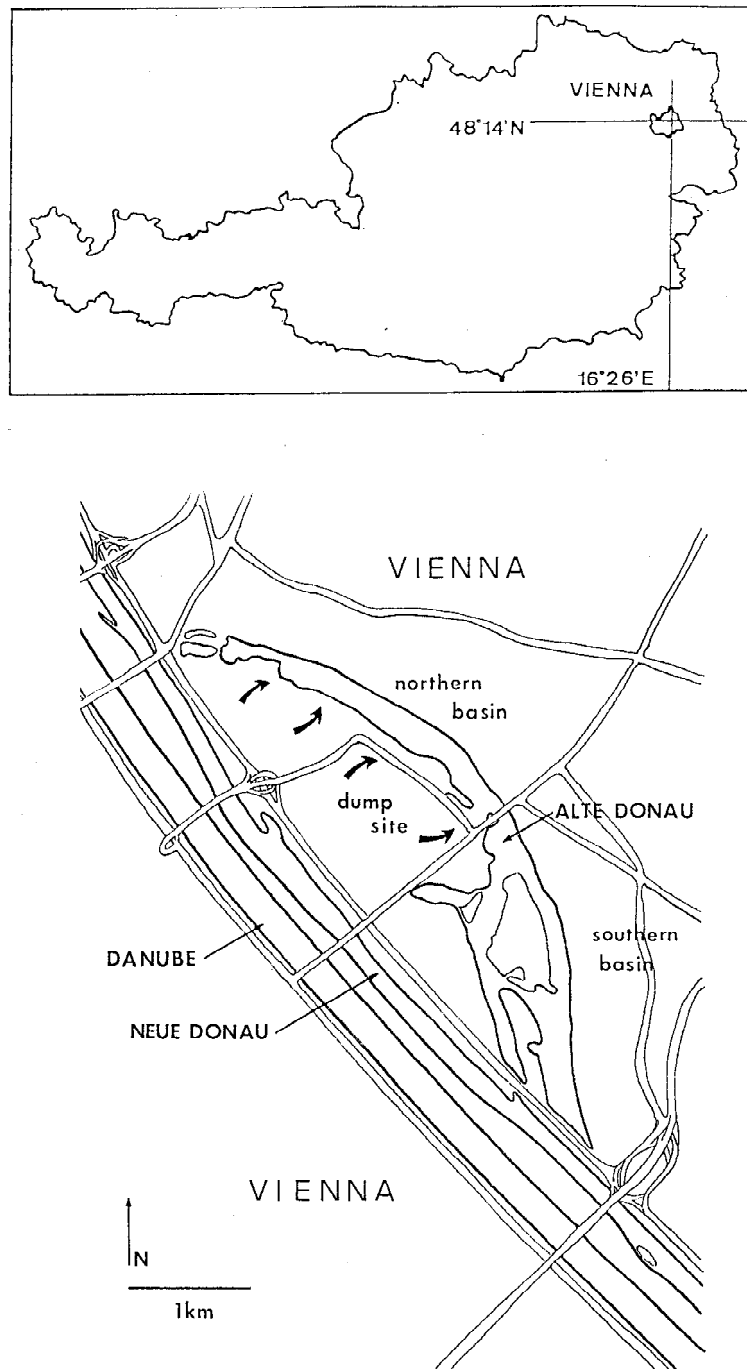 VIENNA
48°14'N
16°26'E
VIENNA
northern
basin
dump
site
ALTE DONAU
southern
basin
DANUBE
NEUE DONAU
VIENNA
N
1km